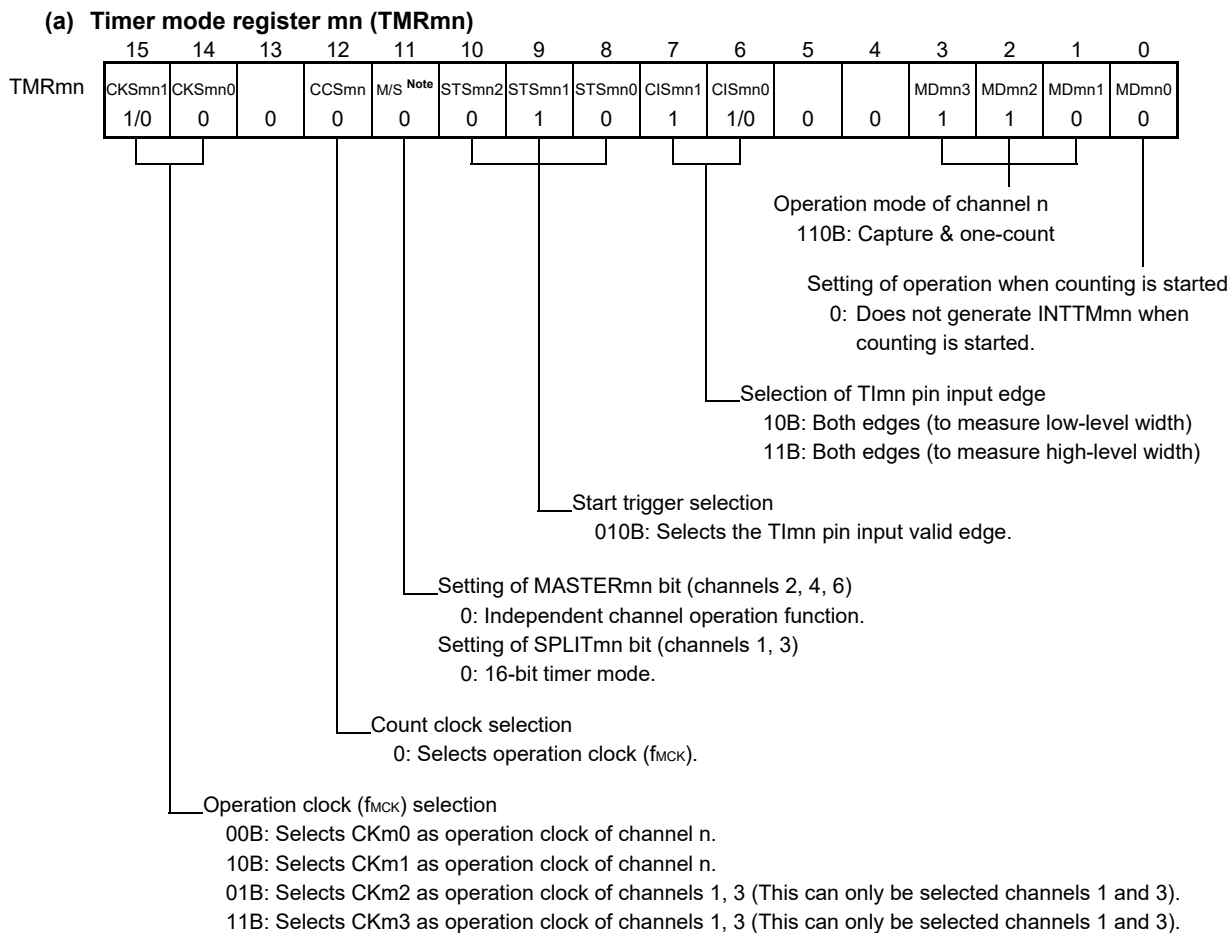 (a) Timer mode register mn (TMRmn)
15 14 13 12 11 10 9 8 7 6 5 4 3 2 1 0
TMRmn CKSmn1 CKSmn0 CCSmn M/S Note STSmn2 STSmn1 STSmn0 CISmn1 CISmn0 MDmn3 MDmn2 MDmn1 MDmn0
1/0 0 0 0 0 0 1 0 1 1/0 0 0 1 1 0 0
Operation mode of channel n
110B: Capture & one-count
Setting of operation when counting is started
0: Does not generate INTTMmn when
counting is started.
Selection of TImn pin input edge
10B: Both edges (to measure low-level width)
11B: Both edges (to measure high-level width)
Start trigger selection
010B: Selects the TImn pin input valid edge.
Setting of MASTERmn bit (channels 2, 4, 6)
0: Independent channel operation function.
Setting of SPLITmn bit (channels 1, 3)
0: 16-bit timer mode.
Count clock selection
0: Selects operation clock (fMCK).
Operation clock (fMCK) selection
00B: Selects CKm0 as operation clock of channel n.
10B: Selects CKm1 as operation clock of channel n.
01B: Selects CKm2 as operation clock of channels 1, 3 (This can only be selected channels 1 and 3).
11B: Selects CKm3 as operation clock of channels 1, 3 (This can only be selected channels 1 and 3).